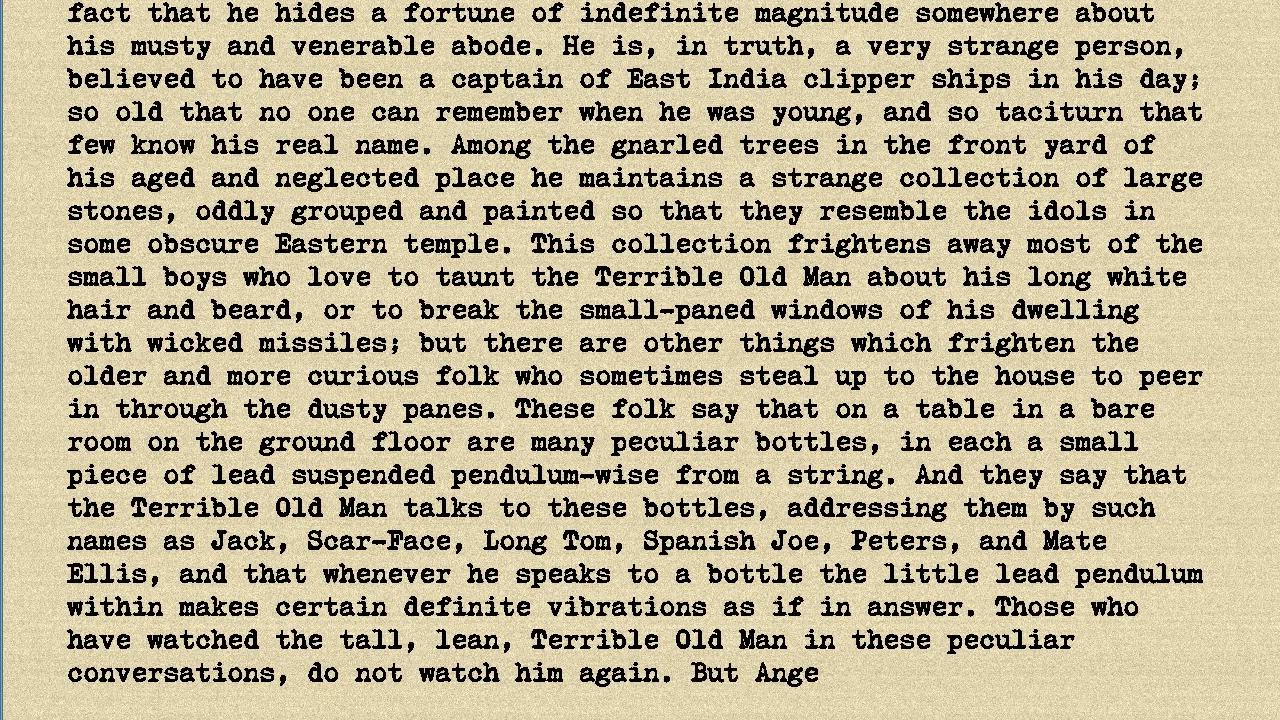 fact that he hides a fortune of indefinite magnitude somewhere about
his musty and venerable abode. He is, in truth, a very strange person,
believed to have been a captain of East India clipper ships in his day;
so old that no one can remember when he was young, and so taciturn that
few know his real name. Among the gnarled trees in the front yard of
his aged and neglected place he maintains a strange collection of large
stones, oddly grouped and painted so that they resemble the idols in
some obscure Eastern temple. This collection frightens away most of the
small boys who love to taunt the Terrible Old Man about his long white
hair and beard, or to break the small-paned windows of his dwelling
with wicked missiles; but there are other things which frighten the
older and more curious folk who sometimes steal up to the house to peer
in through the dusty panes. These folk say that on a table in a bare
room on the ground floor are many peculiar bottles, in each a small
piece of lead suspended pendulum-wise from a string. And they say that
the Terrible Old Man talks to these bottles, addressing them by such
names as Jack, Scar-Face, Long Tom, Spanish Joe, Peters, and Mate
Ellis, and that whenever he speaks to a bottle the little lead pendulum
within makes certain definite vibrations as if in answer. Those who
have watched the tall, lean, Terrible Old Man in these peculiar
conversations, do not watch him again. But Ange